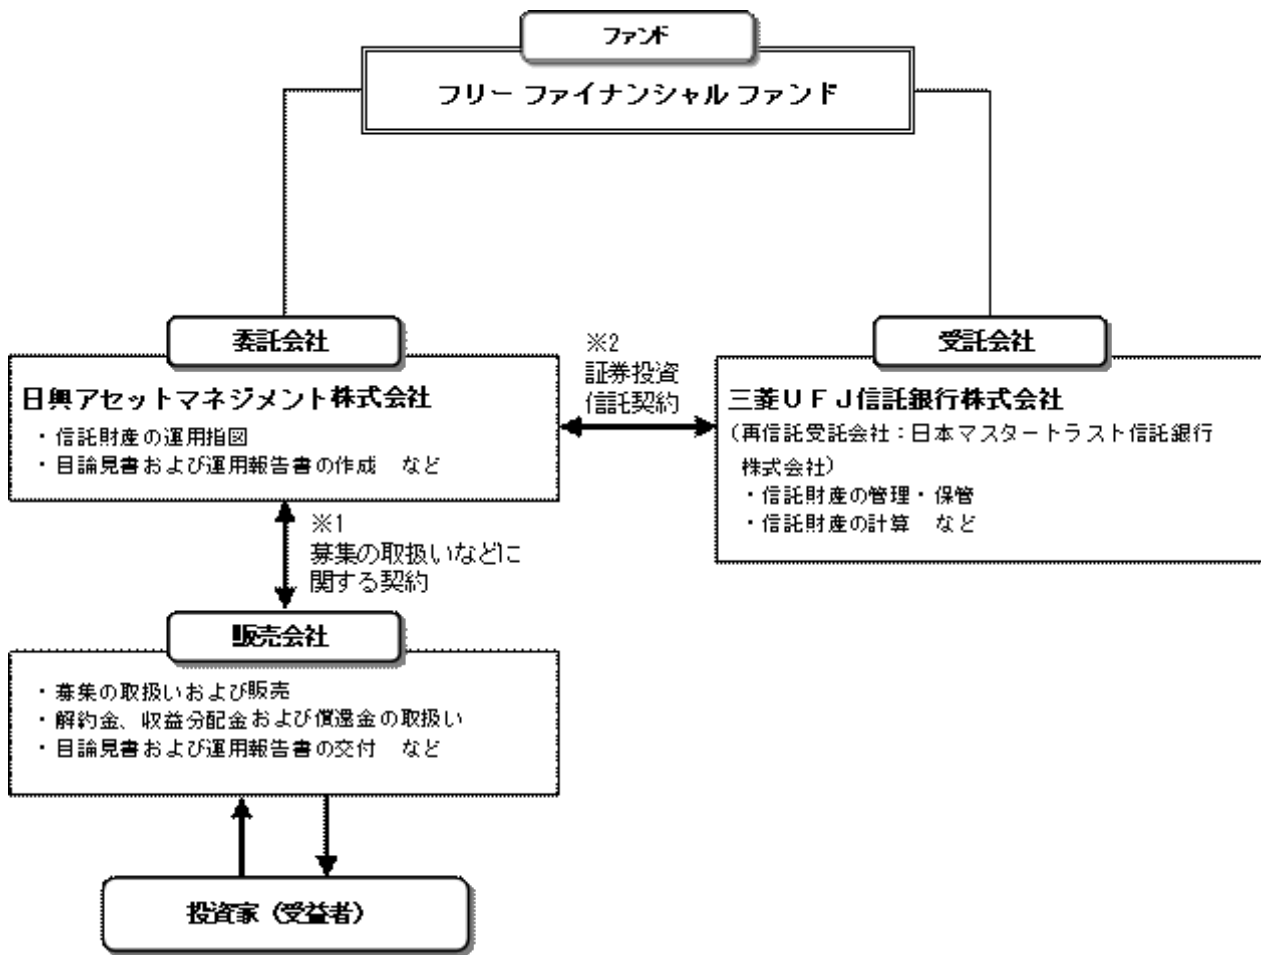 ファンド
フリー ファイナンシャル ファンド
委託会社
日興アセットマネジメント株式会社
・信託財産の運用指図
・目論見書および運用報告書の作成 など
※2
証券投資
信託契約
受託会社
三菱UFJ信託銀行株式会社
(再信託受託会社:日本マスタートラスト信託銀行
株式会社)
・信託財産の管理・保管
・信託財産の計算 など
※1
募集の取扱いなどに
関する契約
販売会社
・募集の取扱いおよび販売
・解約金、収益分配金および償還金の取扱い
・目論見書および運用報告書の交付 など
投資家(受益者)